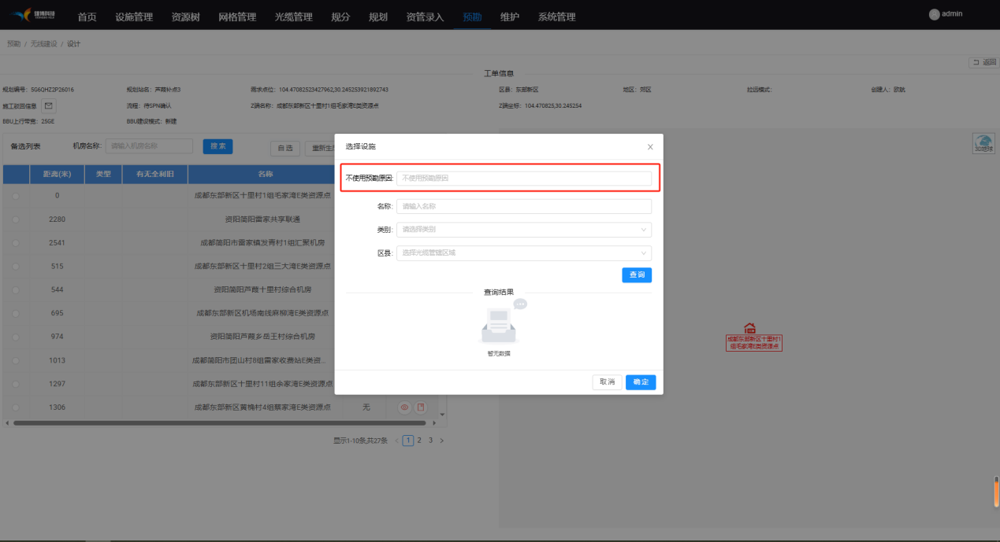 首页 设施管理 资源树 网格管理 光缆管理 规分 规划 资管录入 预勘 维护 系统管理 admin
预勘 / 无线建设 / 设计
返回
工单信息
规划编号: 5G6QHZ2P26016 规划站名: 芦葭补点3 需求点位: 104.47082523427962,30.245253921892743 区县: 东部新区 地区: 郊区 拉远模式: 创建人: 欧航
施工驳回信息 流程: 待SPN确认 Z端名称: 成都东部新区十里村1组毛家湾E类资源点 Z端坐标: 104.470825,30.245254
BBU上行带宽: 25GE BBU建设模式: 新建
备选列表 机房名称: 请输入机房名称 搜索 自选 重新生
距离(米) 类型 有无全利旧 名称
0 成都东部新区十里村1组毛家湾E类资源点
2280 资阳简阳雷家共享联通
2541 成都简阳市雷家镇发青村1组汇聚机房
515 成都东部新区十里村2组三大湾E类资源点
544 资阳简阳芦葭十里村综合机房
695 成都东部新区机场南线麻柳湾E类资源点
974 资阳简阳芦葭乡岳王村综合机房
1013 成都简阳市团山村8组雷家收费站E类资...
1297 成都东部新区十里村11组余家湾E类资源点
1306 成都东部新区黄桷村4组蔡家湾E类资源点 无
显示1-10条,共27条 < 1 2 3 >
选择设施
不使用预勘原因: 不使用预勘原因
名称: 请输入名称
类别: 请选择类别
区县: 选择光缆管辖区域
查询
查询结果
暂无数据
取消 确定
3D地球
成都东部新区十里村1
组毛家湾E类资源点